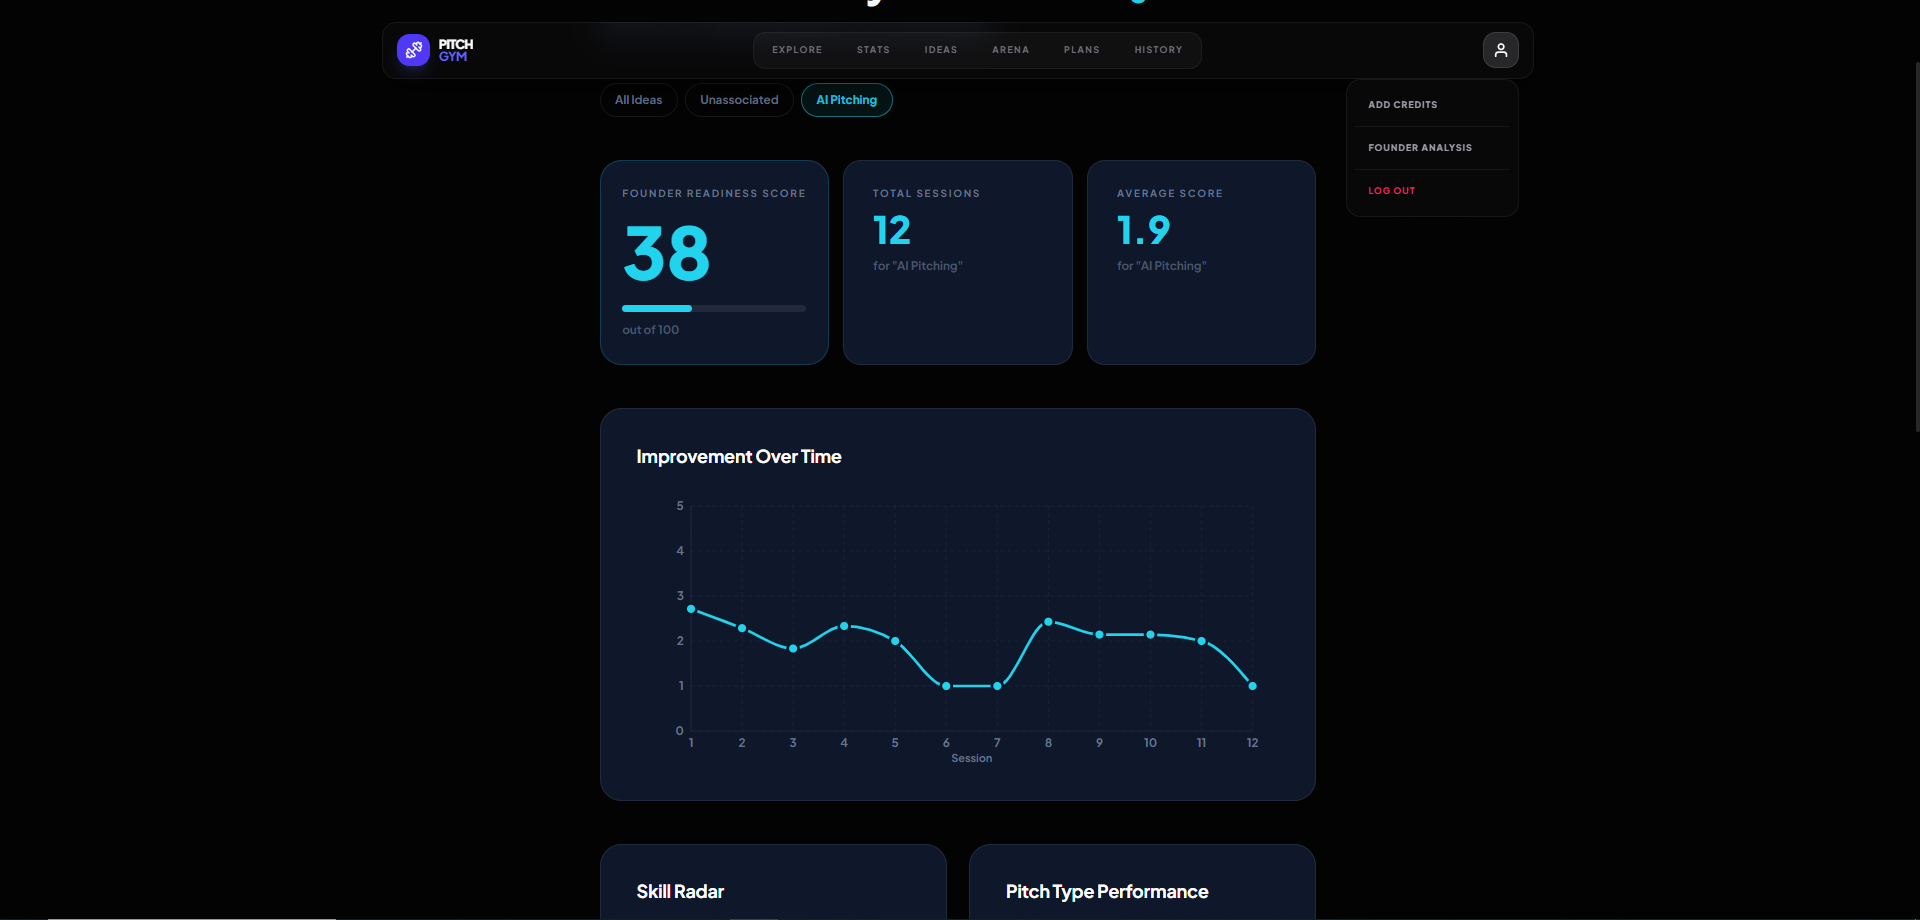 PITCH
GYM
EXPLORE STATS IDEAS ARENA PLANS HISTORY
All Ideas Unassociated AI Pitching
ADD CREDITS
FOUNDER ANALYSIS
LOG OUT
FOUNDER READINESS SCORE
38
out of 100
TOTAL SESSIONS
12
for "AI Pitching"
AVERAGE SCORE
1.9
for "AI Pitching"
Improvement Over Time
5
4
3
2
1
0
1 2 3 4 5 6 7 8 9 10 11 12
Session
Skill Radar
Pitch Type Performance